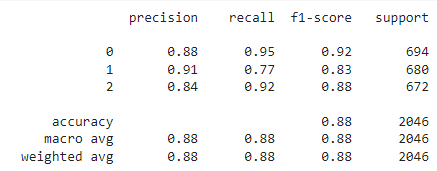 precision recall f1-score support
0 0.88 0.95 0.92 694
1 0.91 0.77 0.83 680
2 0.84 0.92 0.88 672
accuracy 0.88 2046
macro avg 0.88 0.88 0.88 2046
weighted avg 0.88 0.88 0.88 2046